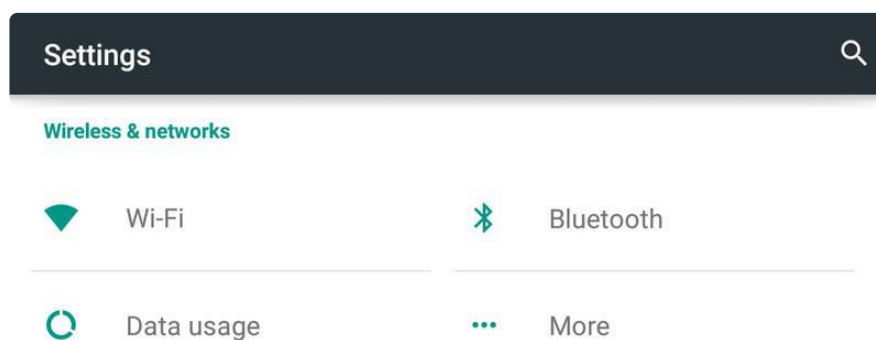 Settings
Wireless & networks
Wi-Fi
Bluetooth
Data usage
More